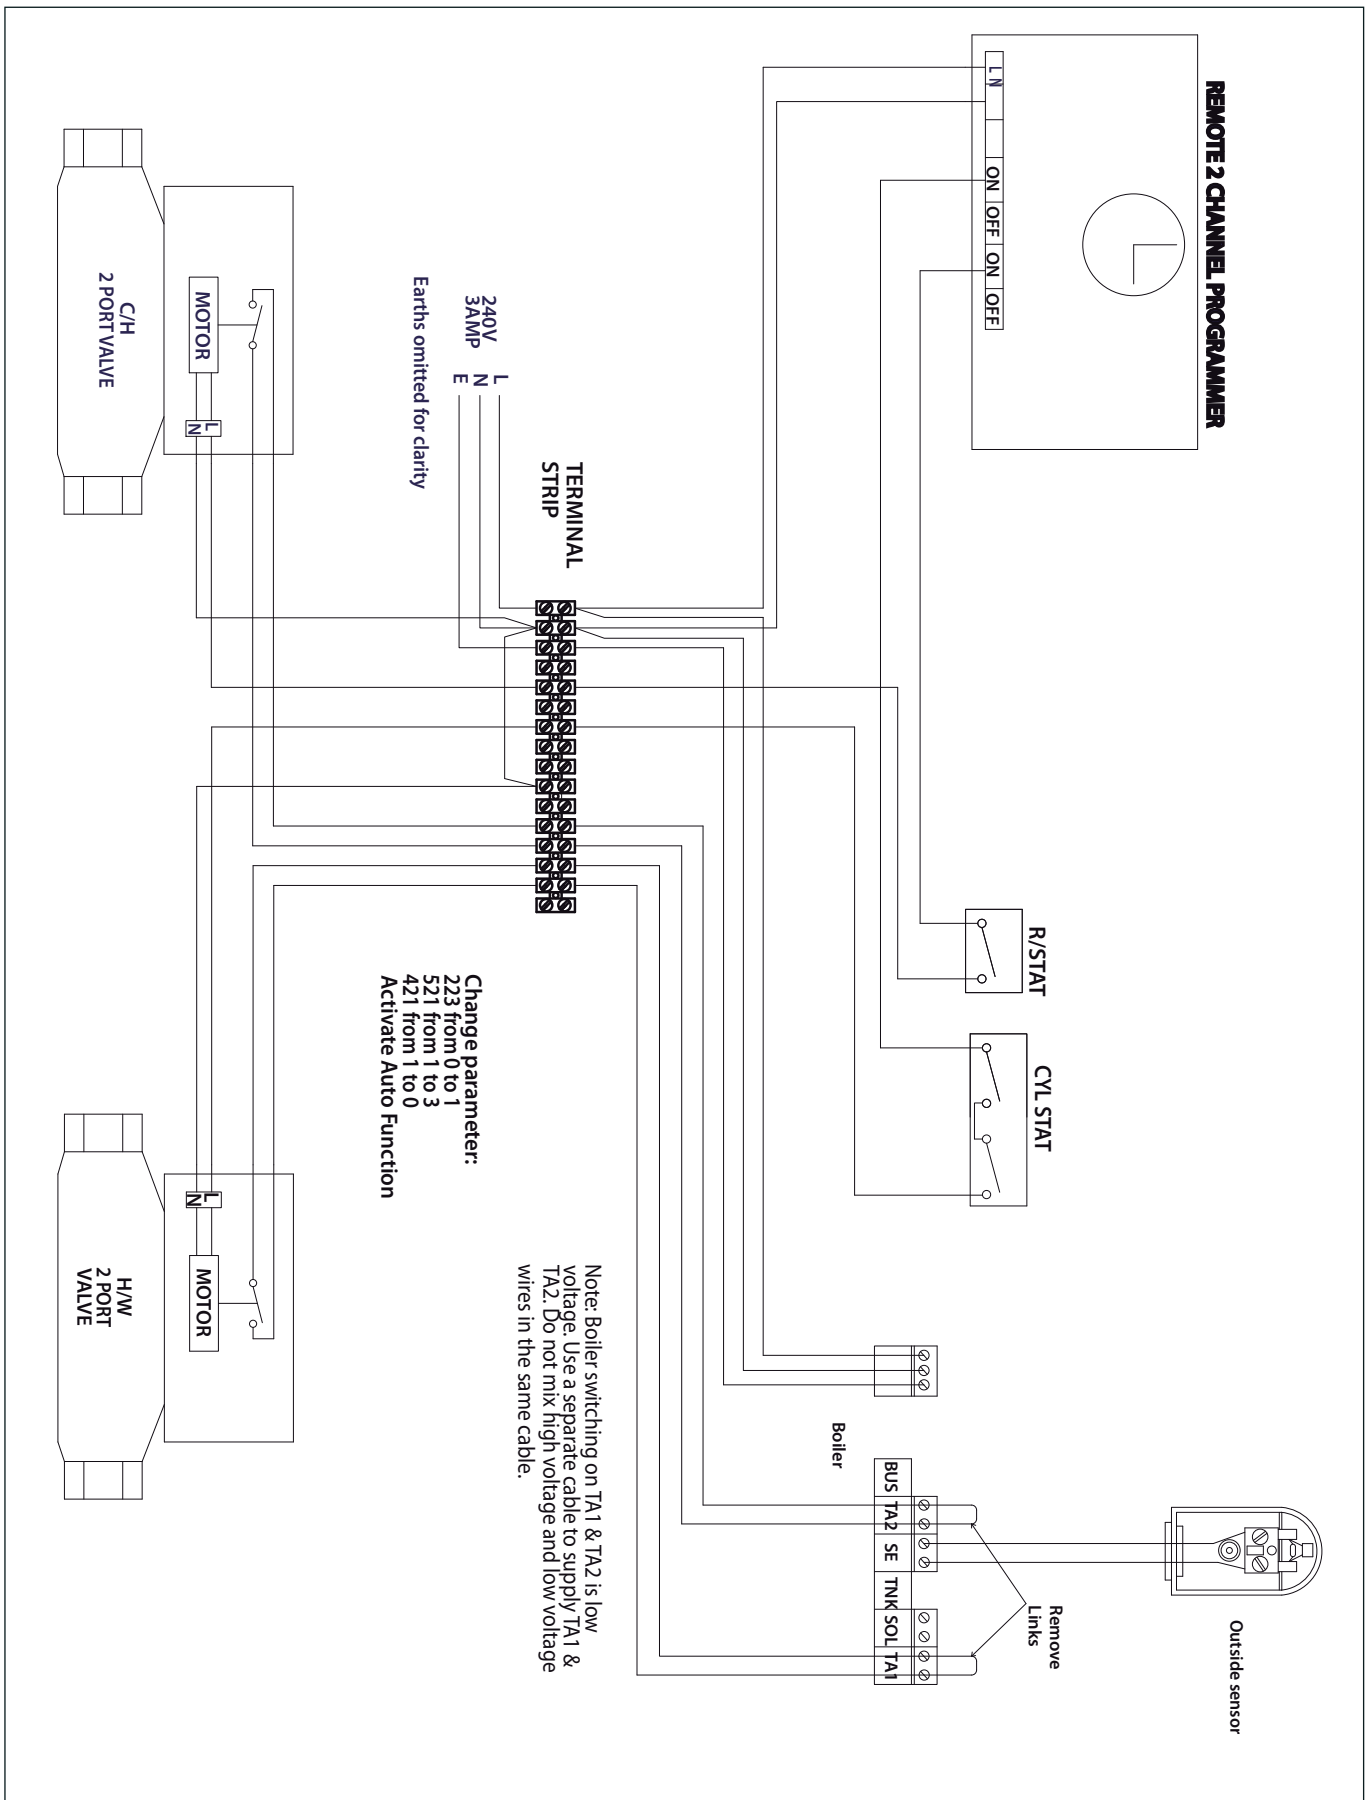 REMOTE 2 CHANNEL PROGRAMMER
L N
ON
OFF
ON
OFF
R/STAT
CYL STAT
Outside sensor
Remove
Links
BUS
TA2
SE
TNK
SOL
TA1
Boiler
TERMINAL
STRIP
240V
3AMP
L
N
E
Earths omitted for clarity
Note: Boiler switching on TA1 & TA2 is low
voltage. Use a separate cable to supply TA1 &
TA2. Do not mix high voltage and low voltage
wires in the same cable.
Change parameter:
223 from 0 to 1
521 from 1 to 3
421 from 1 to 0
Activate Auto Function
MOTOR
L
N
C/H
2 PORT VALVE
L
N
MOTOR
H/W
2 PORT
VALVE